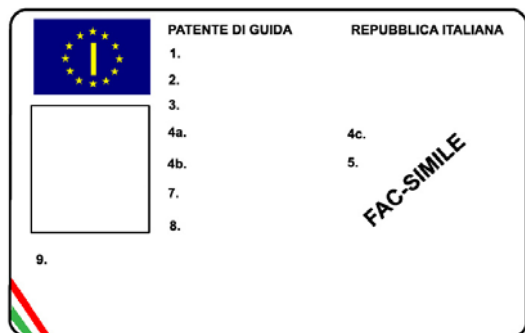 I
PATENTE DI GUIDA REPUBBLICA ITALIANA
1.
2.
3.
4a. 4c.
4b. 5.
7.
8.
9.
FAC-SIMILE